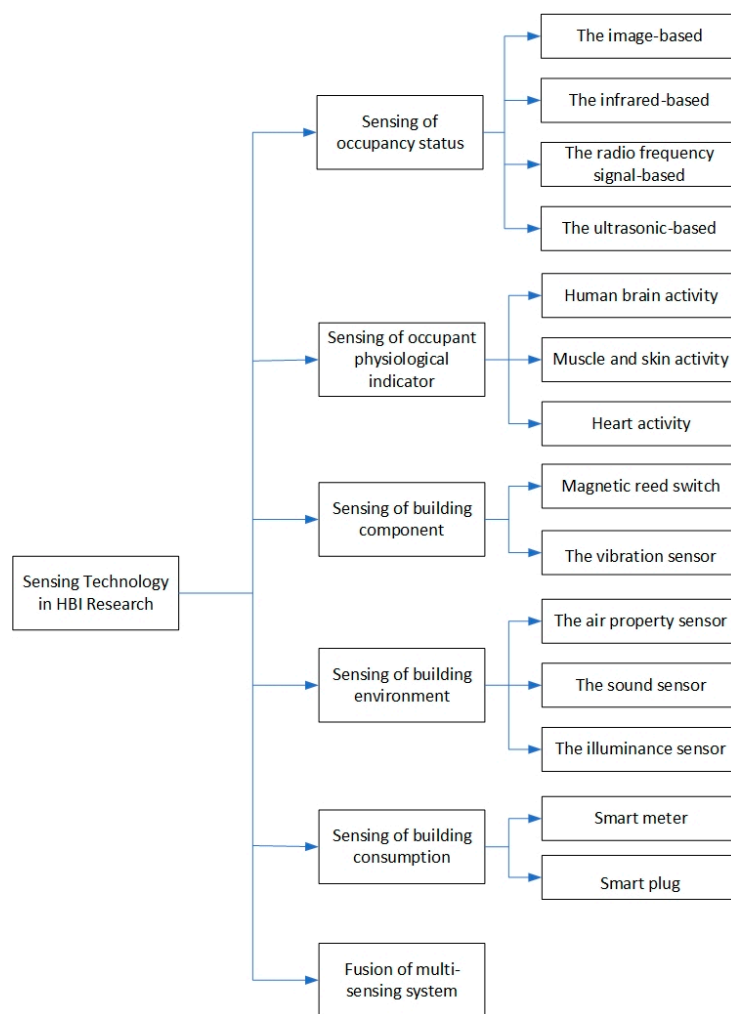 Sensing Technology
in HBI Research
Sensing of
occupancy status
The image-based
The infrared-based
The radio frequency
signal-based
The ultrasonic-based
Sensing of occupant
physiological
indicator
Human brain activity
Muscle and skin activity
Heart activity
Sensing of building
component
Magnetic reed switch
The vibration sensor
Sensing of building
environment
The air property sensor
The sound sensor
The illuminance sensor
Sensing of building
consumption
Smart meter
Smart plug
Fusion of multi-
sensing system